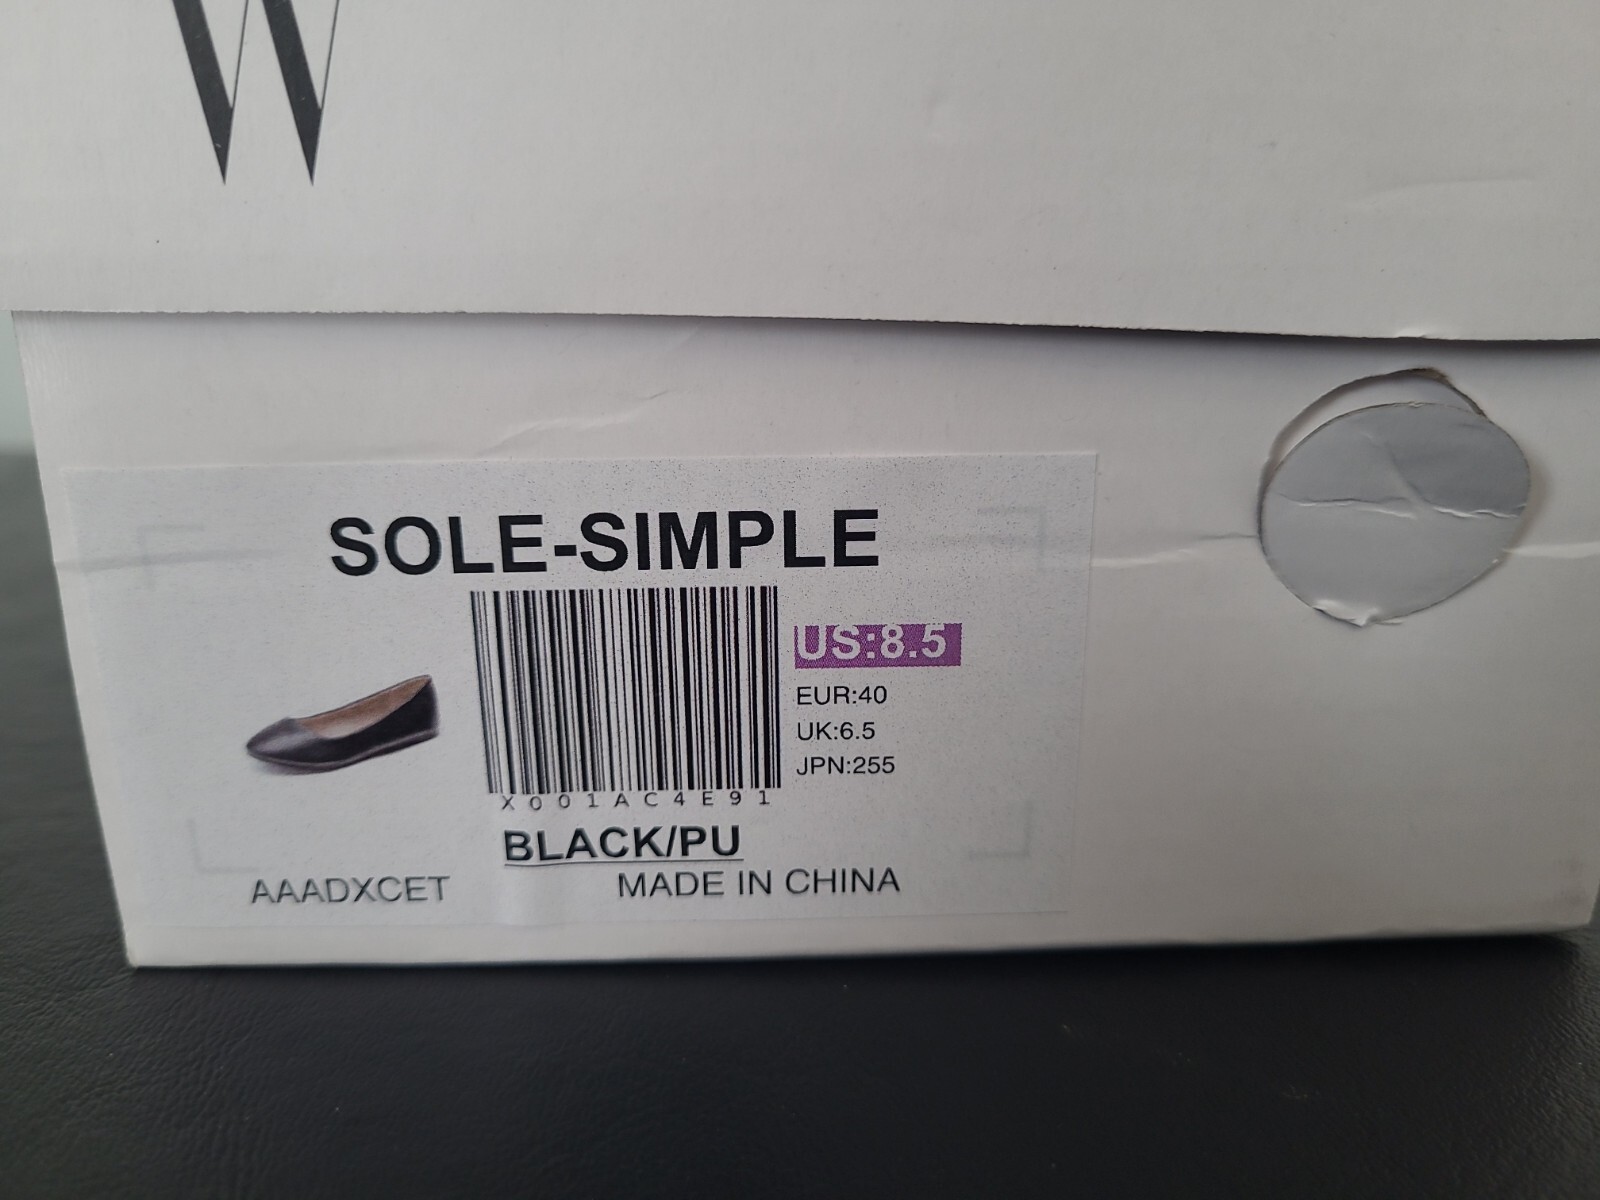 W
SOLE-SIMPLE
US:8.5
EUR:40
UK:6.5
JPN:255
X001AC4E91
BLACK/PU
AAADXCET
MADE IN CHINA